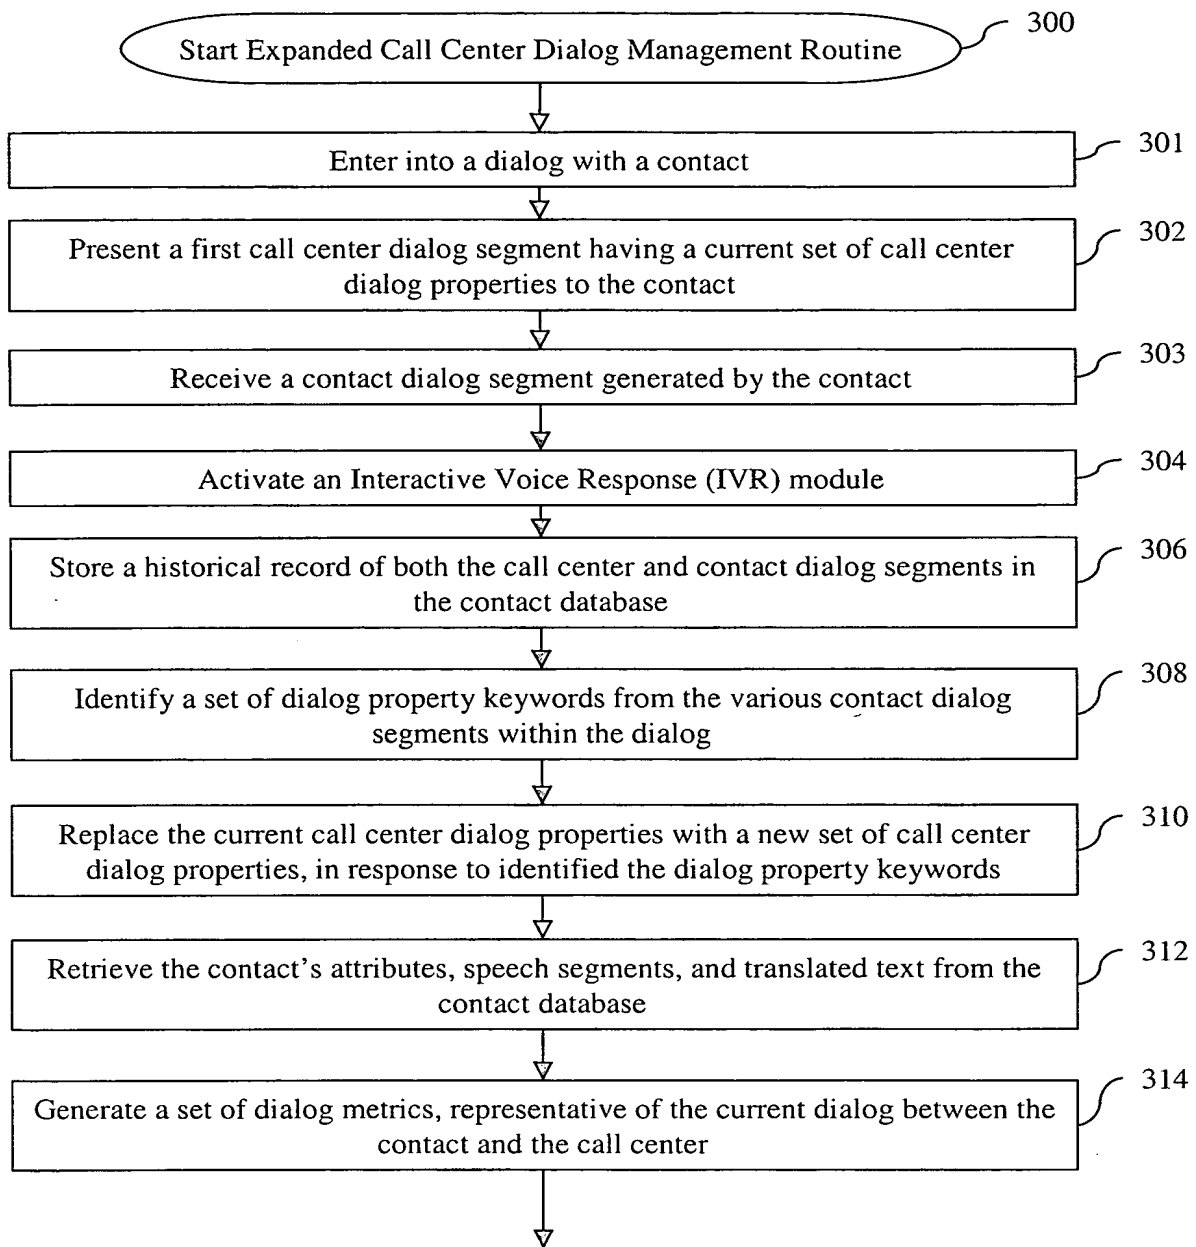 300
Start Expanded Call Center Dialog Management Routine
301
Enter into a dialog with a contact
302
Present a first call center dialog segment having a current set of call center
dialog properties to the contact
303
Receive a contact dialog segment generated by the contact
304
Activate an Interactive Voice Response (IVR) module
306
Store a historical record of both the call center and contact dialog segments in
the contact database
308
Identify a set of dialog property keywords from the various contact dialog
segments within the dialog
310
Replace the current call center dialog properties with a new set of call center
dialog properties, in response to identified the dialog property keywords
312
Retrieve the contact's attributes, speech segments, and translated text from the
contact database
314
Generate a set of dialog metrics, representative of the current dialog between the
contact and the call center